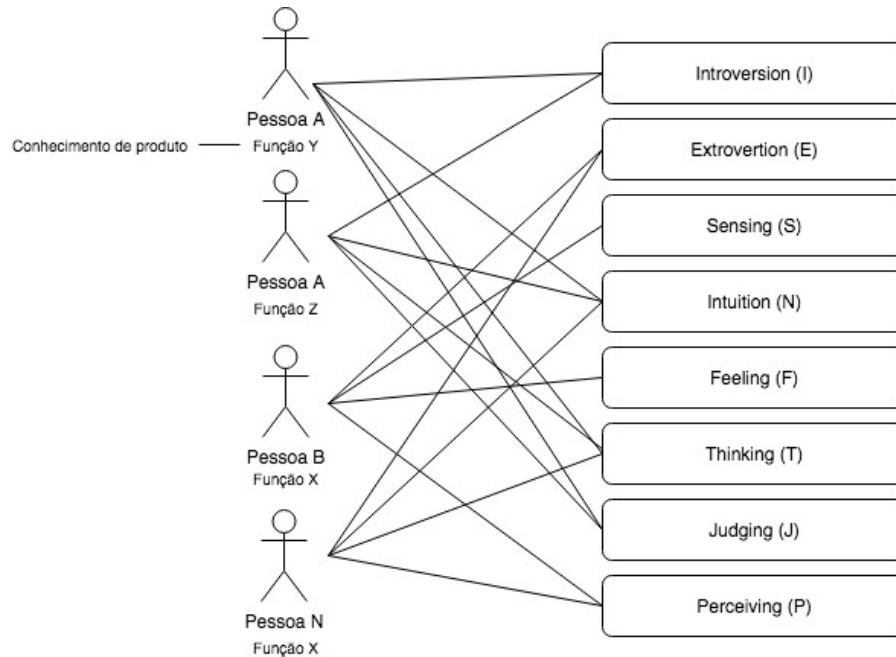 Pessoa A
Conhecimento de produto
Função Y
Pessoa A
Função Z
Pessoa B
Função X
Pessoa N
Função X
Introversion (I)
Extrovertion (E)
Sensing (S)
Intuition (N)
Feeling (F)
Thinking (T)
Judging (J)
Perceiving (P)